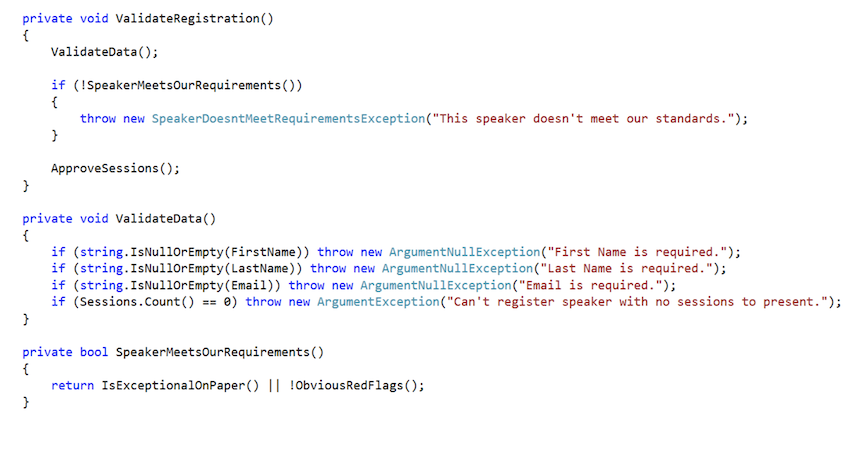 private void ValidateRegistration()
{
    ValidateData();

    if (!SpeakerMeetsOurRequirements())
    {
        throw new SpeakerDoesntMeetRequirementsException("This speaker doesn't meet our standards.");
    }

    ApproveSessions();
}

private void ValidateData()
{
    if (string.IsNullOrEmpty(FirstName)) throw new ArgumentNullException("First Name is required.");
    if (string.IsNullOrEmpty(LastName)) throw new ArgumentNullException("Last Name is required.");
    if (string.IsNullOrEmpty(Email)) throw new ArgumentNullException("Email is required.");
    if (Sessions.Count() == 0) throw new ArgumentException("Can't register speaker with no sessions to present.");
}

private bool SpeakerMeetsOurRequirements()
{
    return IsExceptionalOnPaper() || !ObviousRedFlags();
}